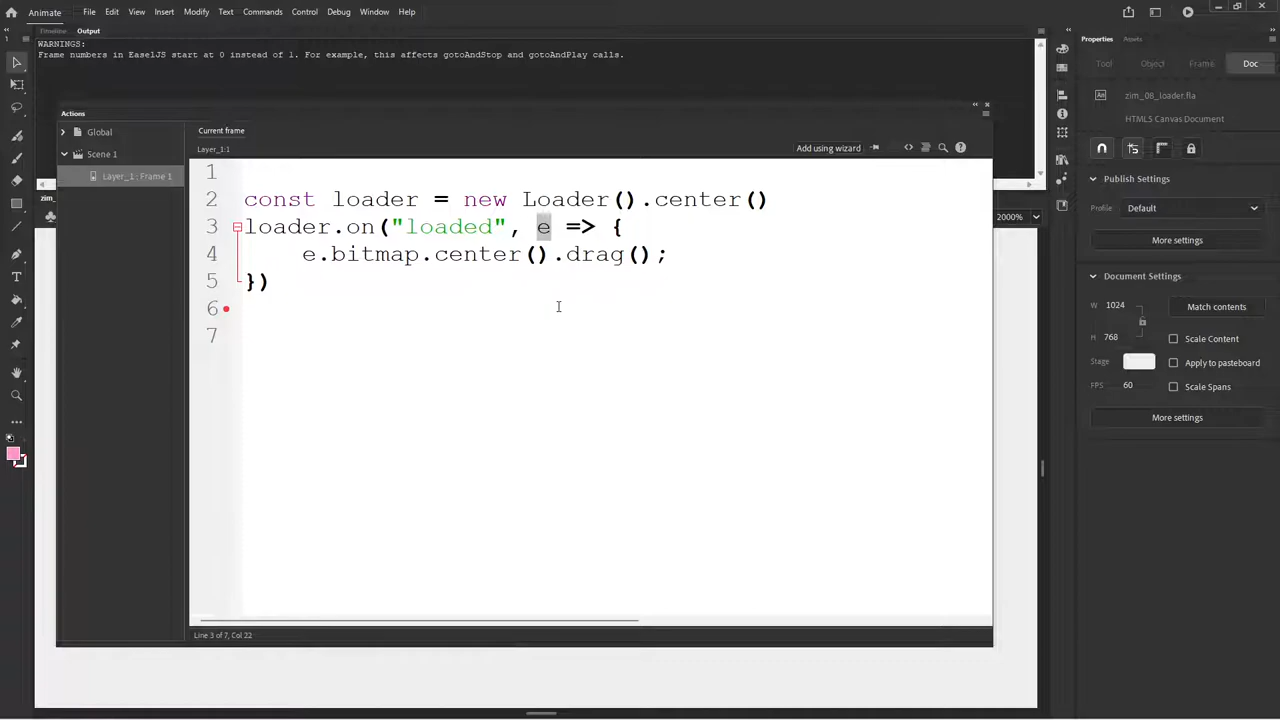 Animate File Edit View Insert Modify Text Commands Control Debug Window Help
Timeline Output
WARNINGS:
Frame numbers in EaselJS start at 0 instead of 1. For example, this affects gotoAndStop and gotoAndPlay calls.
Actions
Global
Scene 1
Layer_1 : Frame 1
Current frame
Layer_1:1
Add using wizard
1
2 const loader = new Loader().center()
3 loader.on("loaded", e => {
4 e.bitmap.center().drag();
5 })
6
7
Line 3 of 7, Col 22
zim_
2000%
Properties Assets
Tool Object Frame Doc
zim_08_loader.fla
HTML5 Canvas Document
Publish Settings
Profile Default
More settings
Document Settings
W 1024 Match contents
H 768 Scale Content
Stage Apply to pasteboard
FPS 60 Scale Spans
More settings